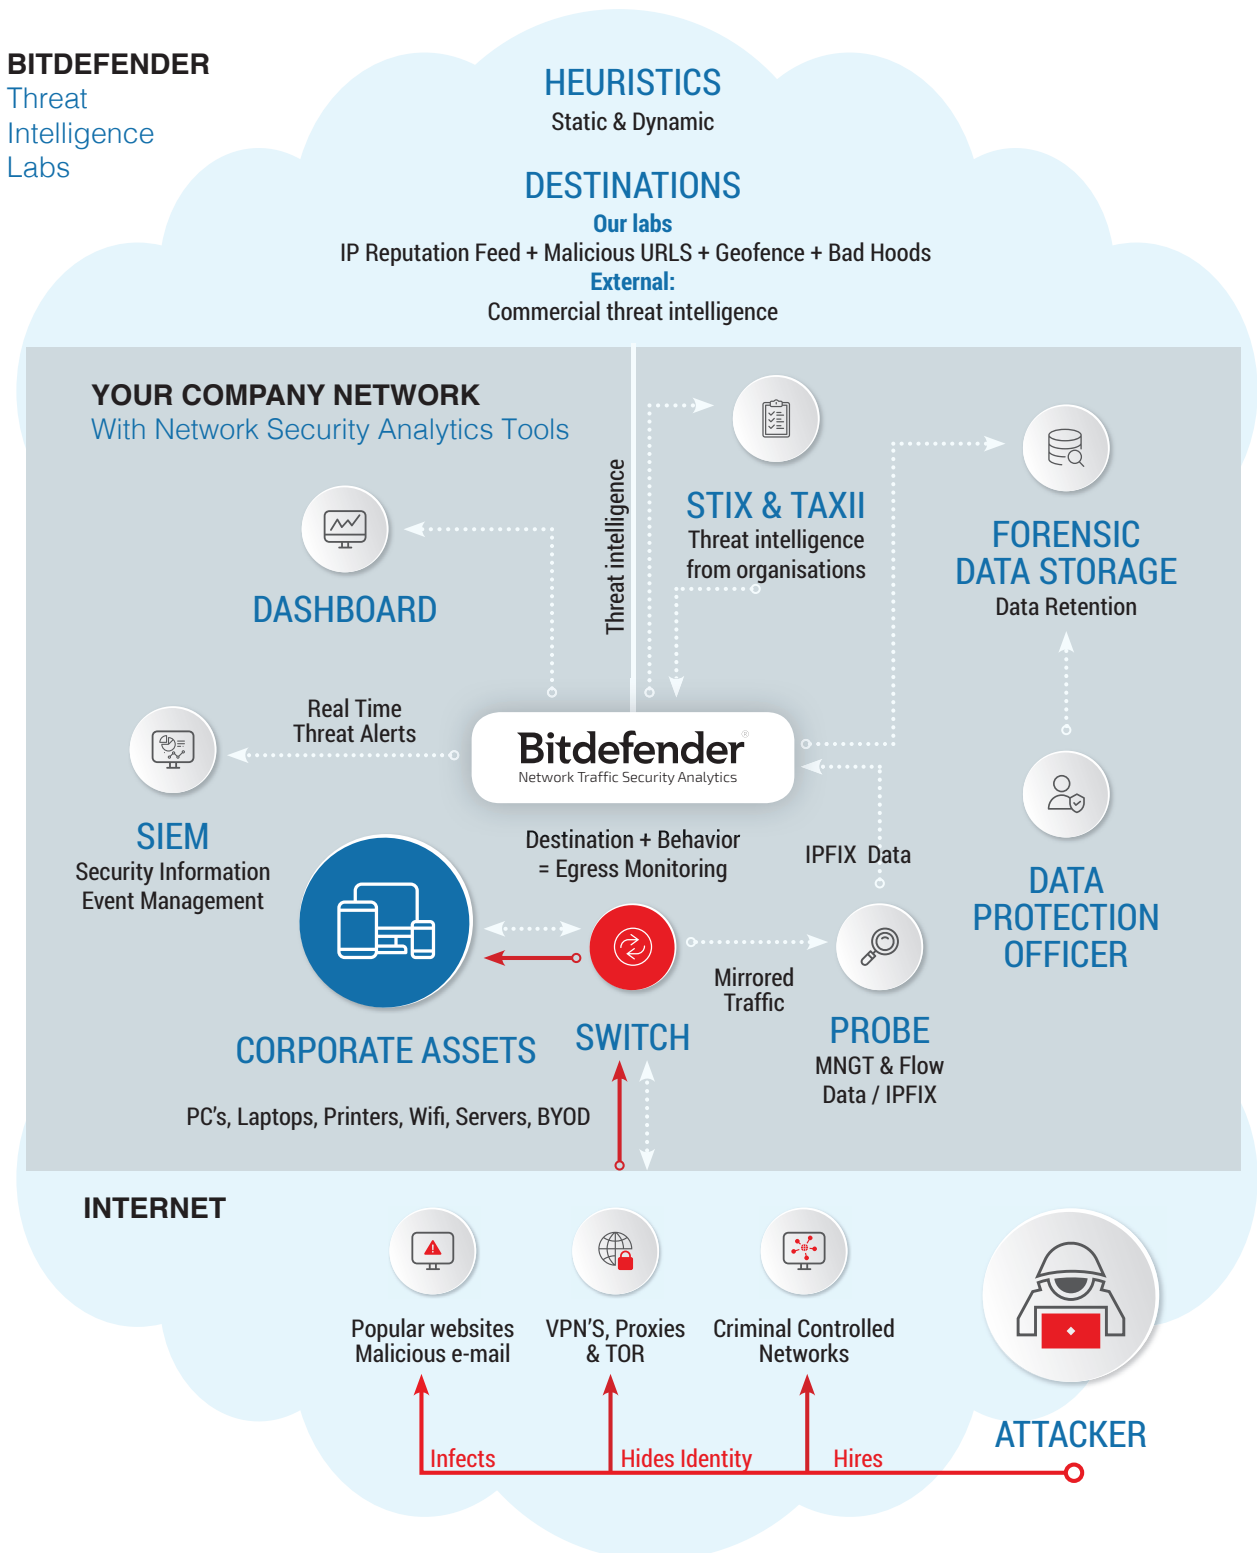 BITDEFENDER
Threat
Intelligence
Labs
HEURISTICS
Static & Dynamic
DESTINATIONS
Our labs
IP Reputation Feed + Malicious URLS + Geofence + Bad Hoods
External:
Commercial threat intelligence
YOUR COMPANY NETWORK
With Network Security Analytics Tools
Threat intelligence
STIX & TAXII
Threat intelligence
from organisations
FORENSIC
DATA STORAGE
Data Retention
DASHBOARD
Real Time
Threat Alerts
Bitdefender®
Network Traffic Security Analytics
SIEM
Security Information
Event Management
Destination + Behavior
= Egress Monitoring
IPFIX Data
DATA
PROTECTION
OFFICER
Mirrored
Traffic
CORPORATE ASSETS
PC's, Laptops, Printers, Wifi, Servers, BYOD
SWITCH
PROBE
MNGT & Flow
Data / IPFIX
INTERNET
Popular websites
Malicious e-mail
VPN'S, Proxies
& TOR
Criminal Controlled
Networks
ATTACKER
Infects
Hides Identity
Hires